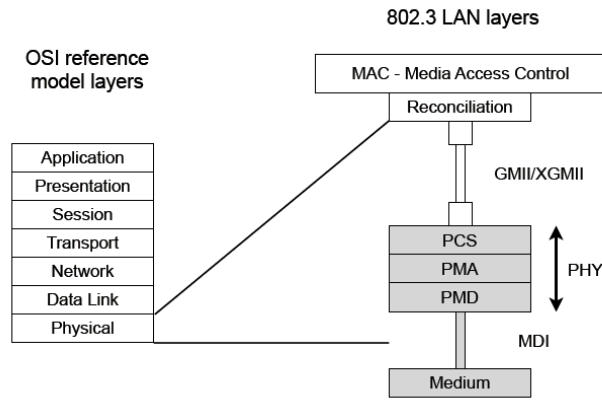 802.3 LAN layers
OSI reference
model layers
MAC - Media Access Control
Reconciliation
Application
Presentation
Session
Transport
Network
Data Link
Physical
GMII/XGMII
PCS
PMA
PMD
PHY
MDI
Medium